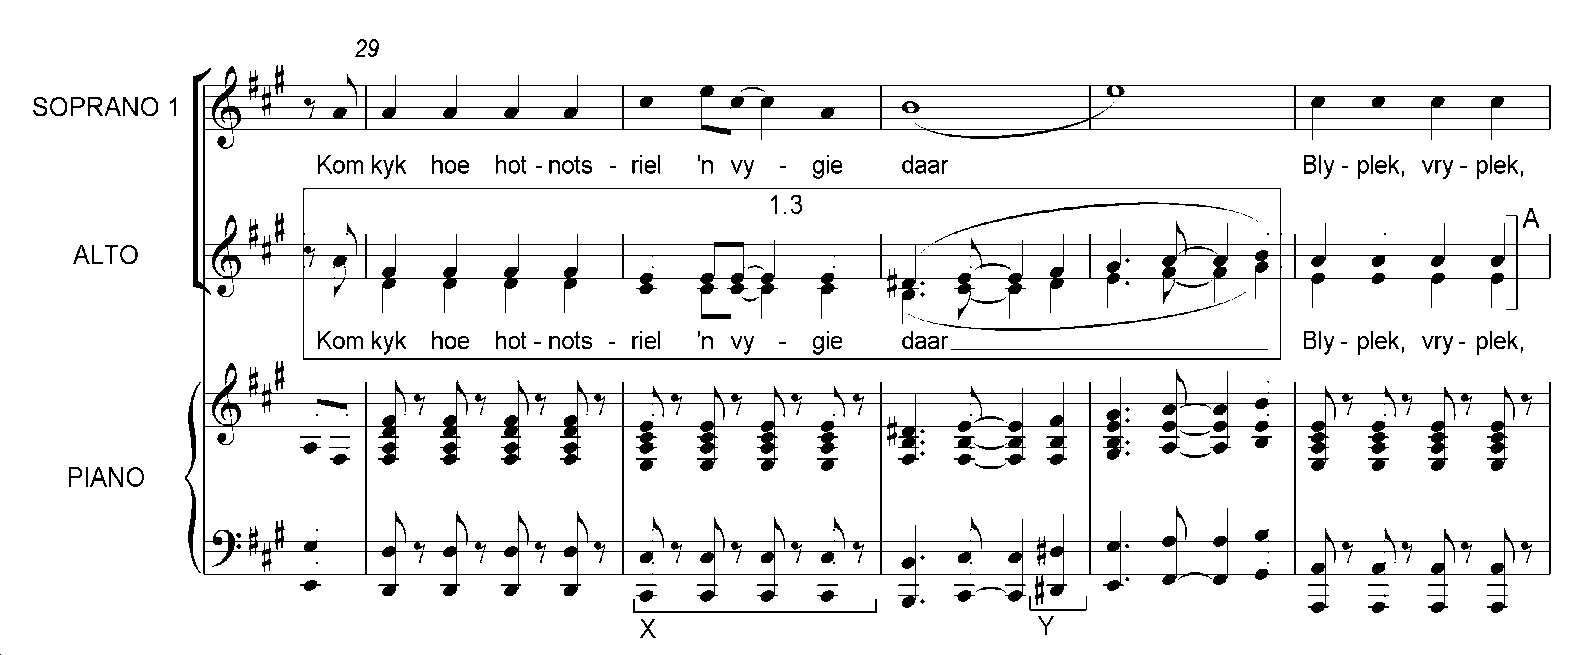 29
SOPRANO 1
Kom kyk hoe hot - nots - riel 'n vy - gie daar Bly - plek, vry - plek,
1.3
A
ALTO
Kom kyk hoe hot - nots - riel 'n vy - gie daar Bly - plek, vry - plek,
PIANO
X
Y